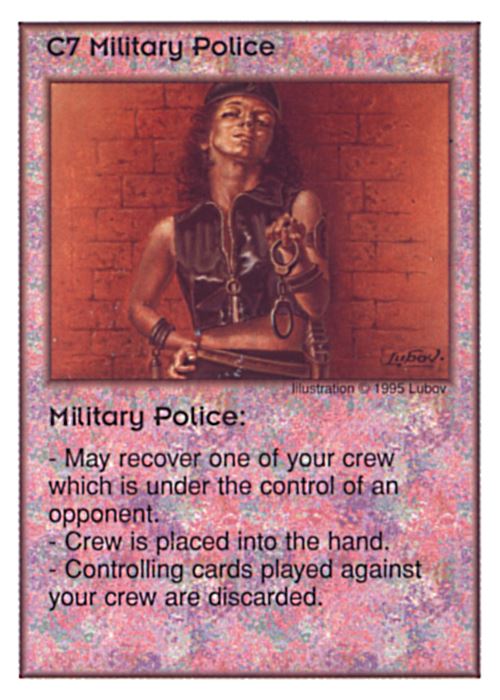 C7 Military Police
Lubov.
Illustration © 1995 Lubov
Military Police:
- May recover one of your crew
which is under the control of an
opponent.
- Crew is placed into the hand.
- Controlling cards played against
your crew are discarded.